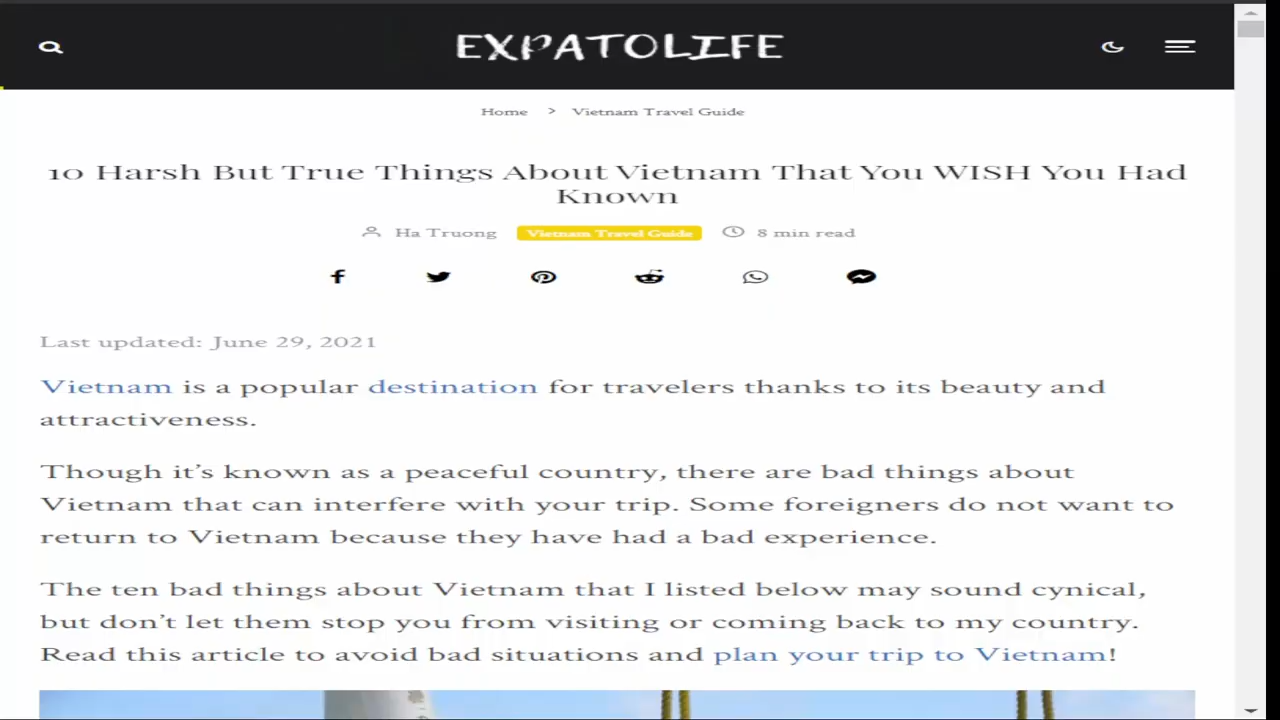 EXPATOLIFE
Home > Vietnam Travel Guide
10 Harsh But True Things About Vietnam That You WISH You Had
Known
Ha Truong Vietnam Travel Guide 8 min read
Last updated: June 29, 2021
Vietnam is a popular destination for travelers thanks to its beauty and
attractiveness.
Though it’s known as a peaceful country, there are bad things about
Vietnam that can interfere with your trip. Some foreigners do not want to
return to Vietnam because they have had a bad experience.
The ten bad things about Vietnam that I listed below may sound cynical,
but don’t let them stop you from visiting or coming back to my country.
Read this article to avoid bad situations and plan your trip to Vietnam!